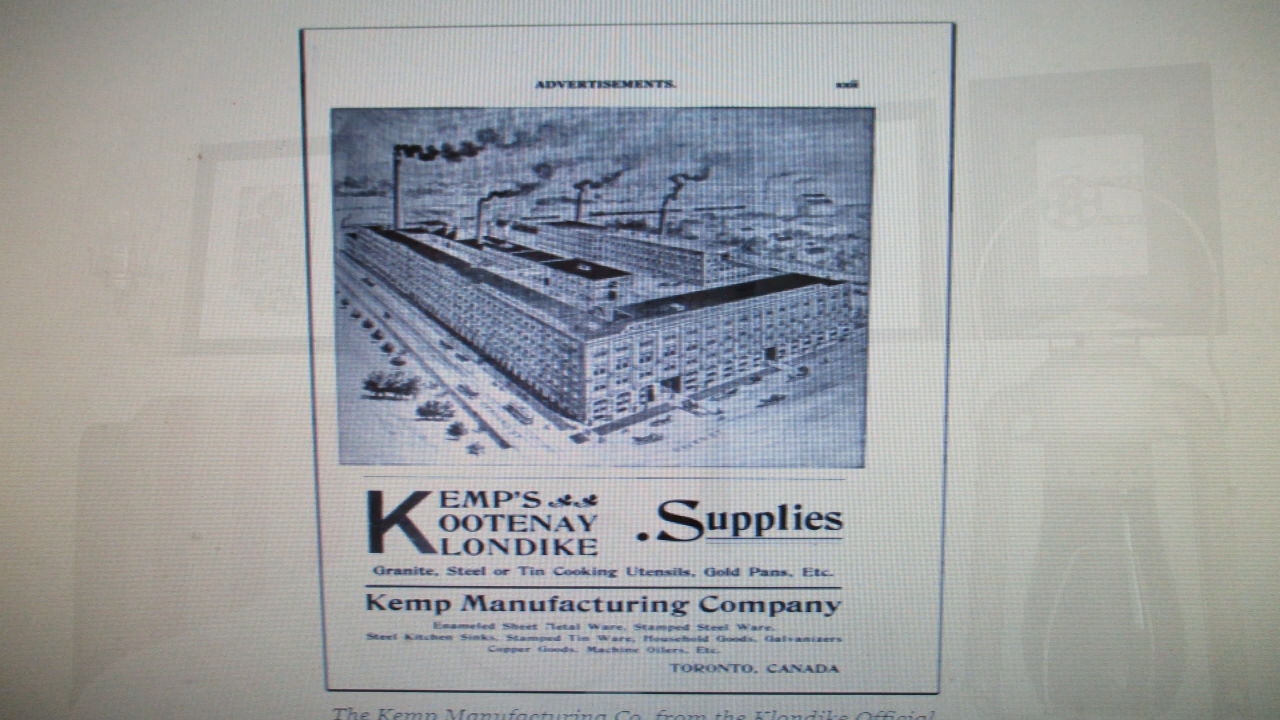 ADVERTISEMENTS. xxii
KEMP'S
KOOTENAY
KLONDIKE
.Supplies
Granite, Steel or Tin Cooking Utensils, Gold Pans, Etc.
Kemp Manufacturing Company
Enameled Sheet Metal Ware, Stamped Steel Ware,
Steel Kitchen Sinks, Stamped Tin Ware, Household Goods, Galvanizers
Copper Goods, Machine Oilers, Etc.
TORONTO, CANADA
The Kemp Manufacturing Co. from the Klondike Official